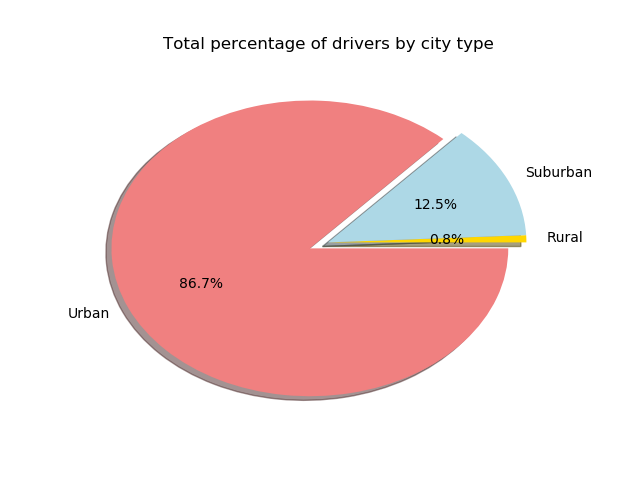 Total percentage of drivers by city type
Suburban
12.5%
Rural
0.8%
86.7%
Urban